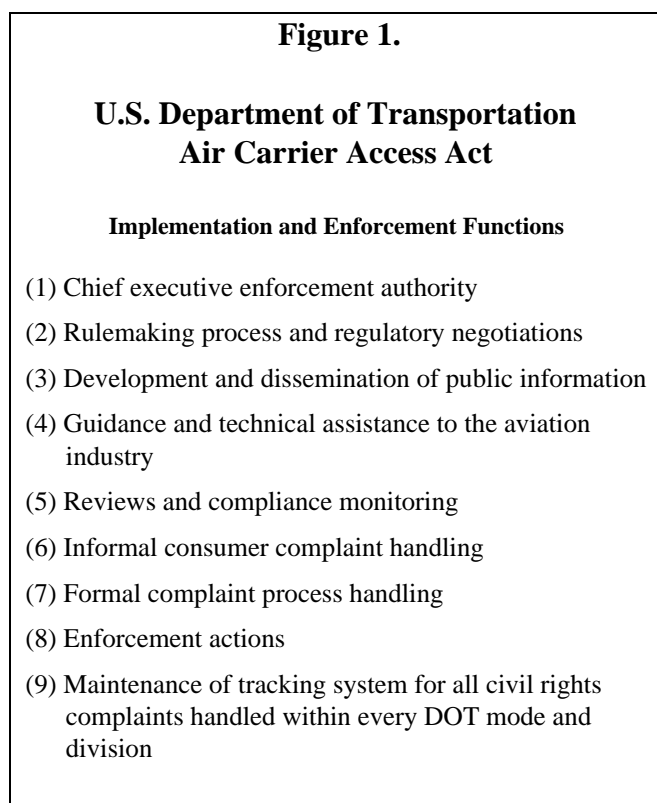 Figure 1.
U.S. Department of Transportation
Air Carrier Access Act
Implementation and Enforcement Functions
(1) Chief executive enforcement authority
(2) Rulemaking process and regulatory negotiations
(3) Development and dissemination of public information
(4) Guidance and technical assistance to the aviation
industry
(5) Reviews and compliance monitoring
(6) Informal consumer complaint handling
(7) Formal complaint process handling
(8) Enforcement actions
(9) Maintenance of tracking system for all civil rights
complaints handled within every DOT mode and
division